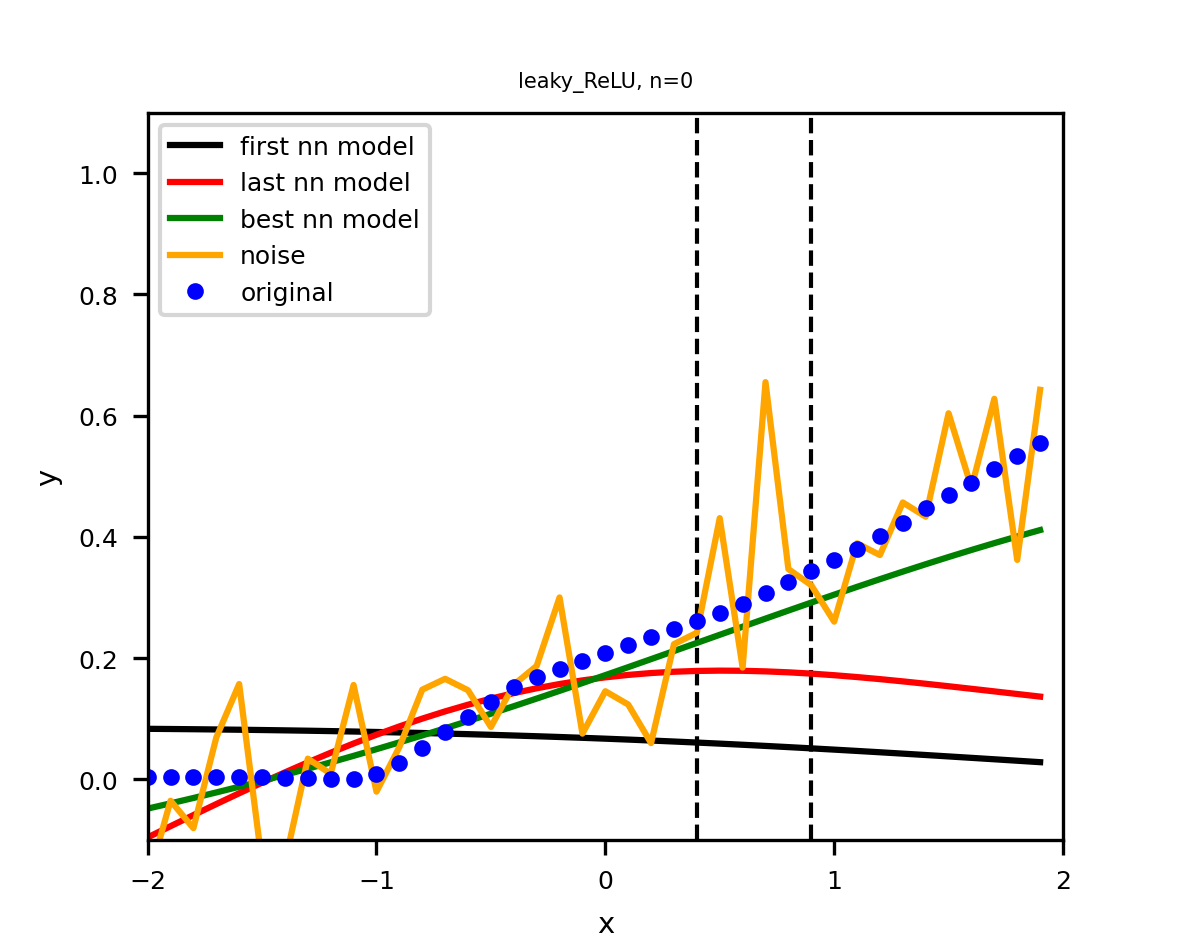 leaky_ReLU, n=0
first nn model
last nn model
best nn model
noise
original
y
1.0
0.8
0.6
0.4
0.2
0.0
−2
−1
0
1
2
x